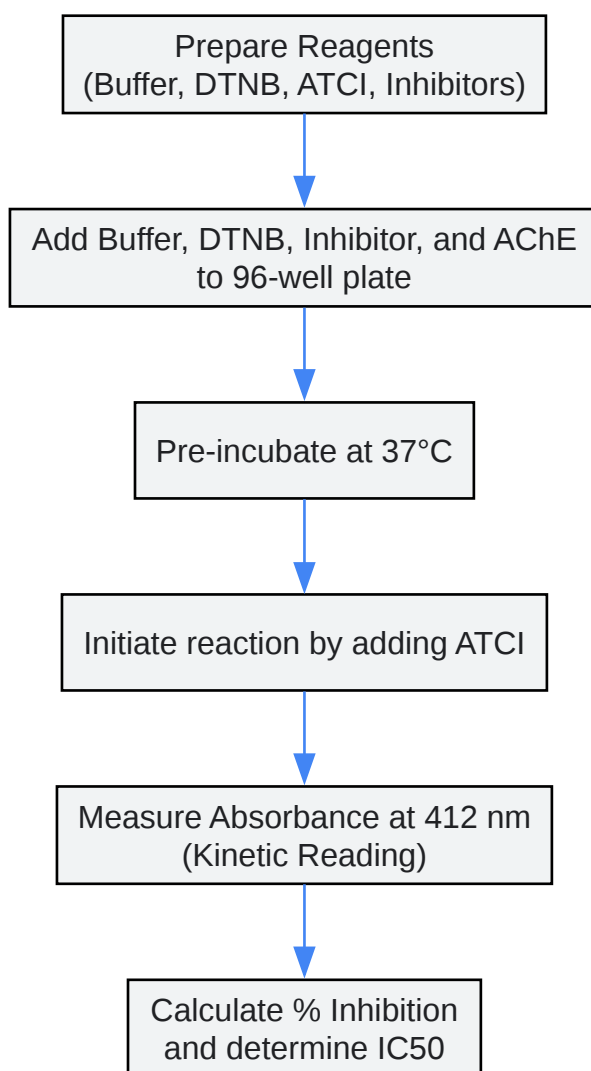 Prepare Reagents
(Buffer, DTNB, ATCI, Inhibitors)
Add Buffer, DTNB, Inhibitor, and AChE
to 96-well plate
Pre-incubate at 37°C
Initiate reaction by adding ATCI
Measure Absorbance at 412 nm
(Kinetic Reading)
Calculate % Inhibition
and determine IC50